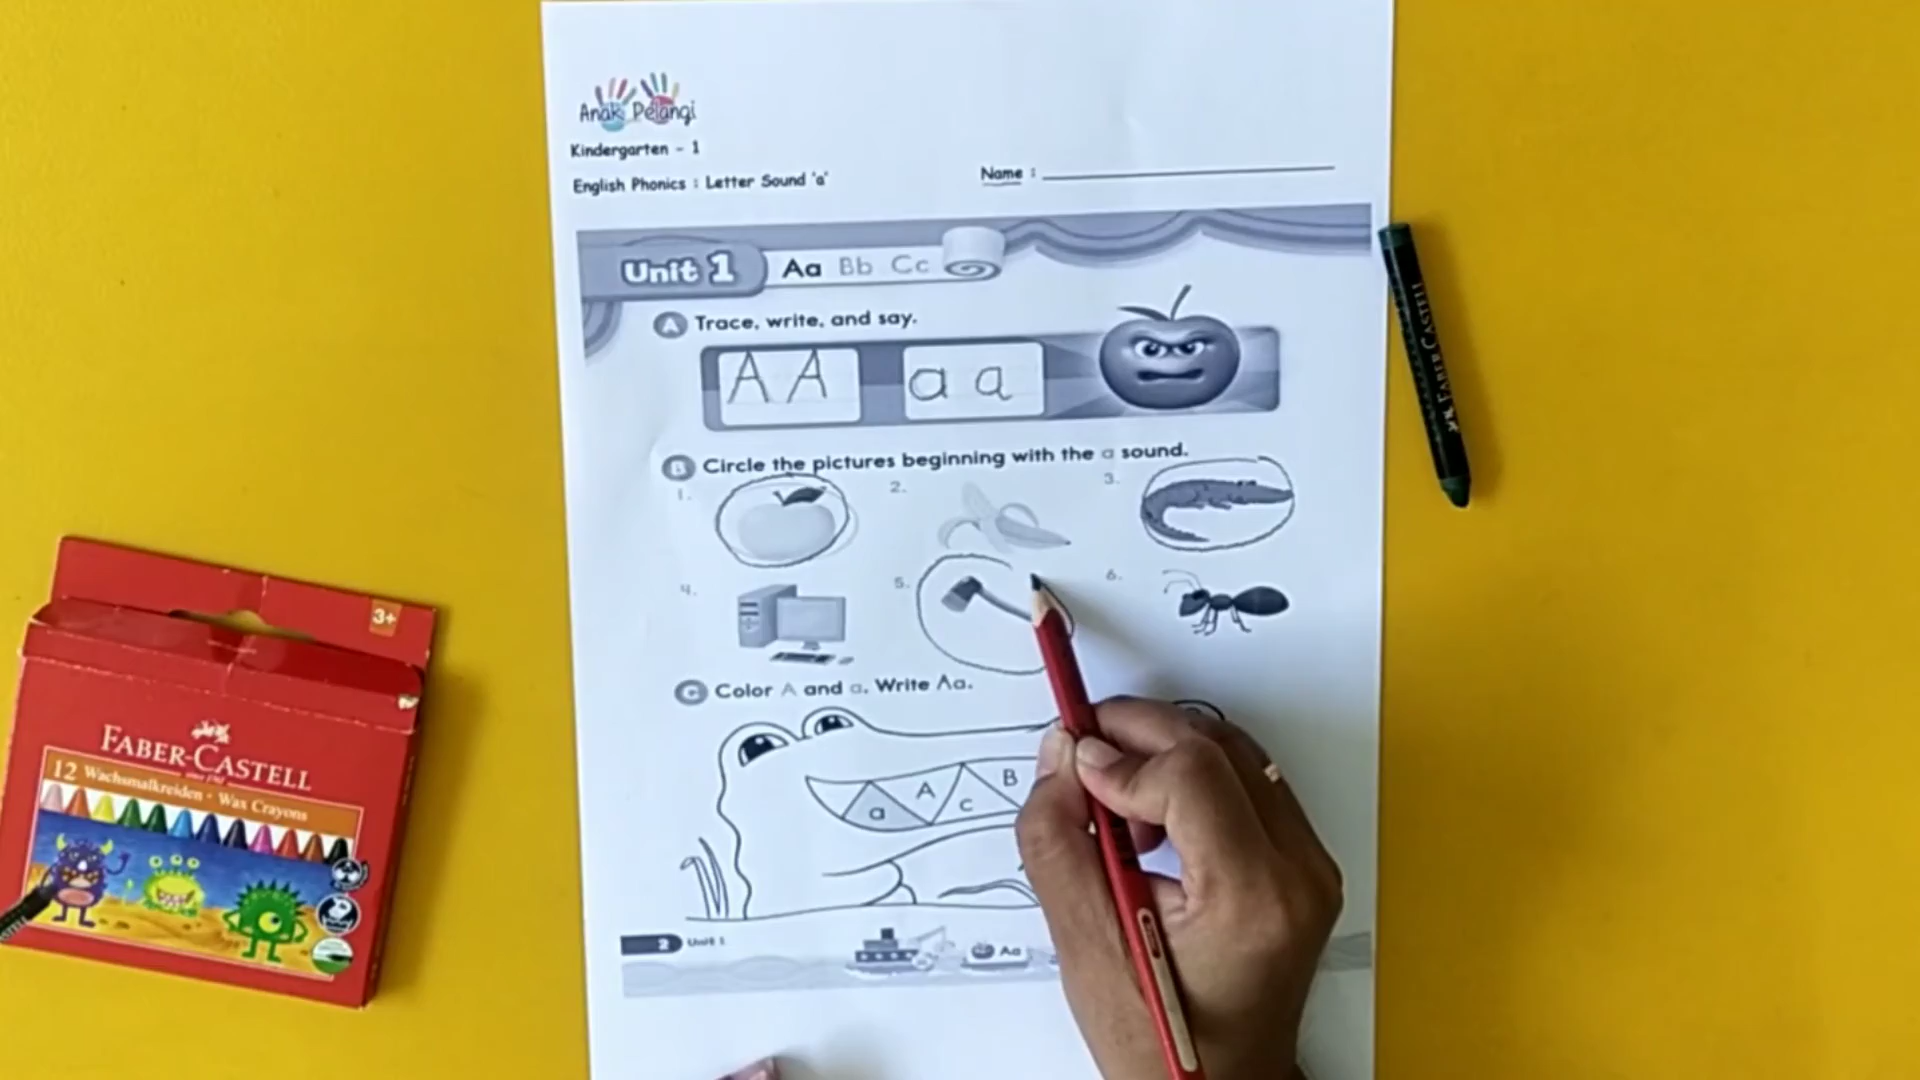 Anak Pelangi
Kindergarten - 1
English Phonics : Letter Sound 'a'
Name :
Unit 1
Aa Bb Cc
A Trace, write, and say.
A A a a
B Circle the pictures beginning with the a sound.
1. 2. 3.
4. 5. 6.
C Color A and a. Write Aa.
a A c B
2 Unit 1
Aa
FABER-CASTELL
3+
FABER-CASTELL
since 1761
12 Wachsmalkreiden · Wax Crayons